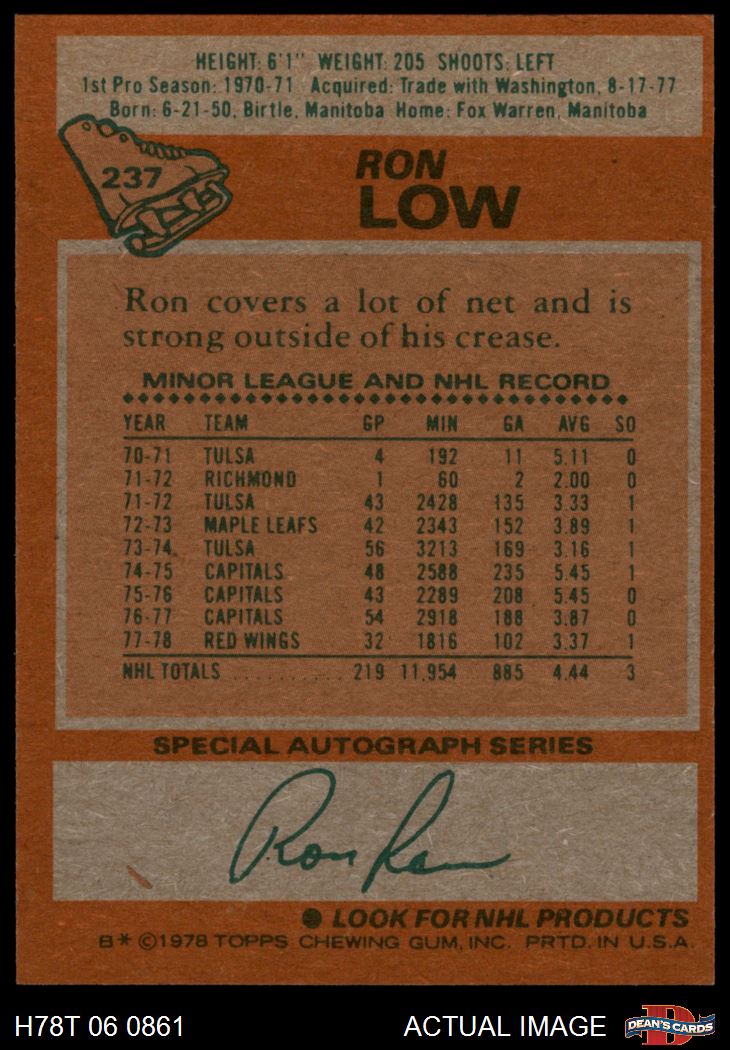 HEIGHT: 6'1" WEIGHT: 205 SHOOTS: LEFT
1st Pro Season: 1970-71 Acquired: Trade with Washington, 8-17-77
Born: 6-21-50, Birtle, Manitoba Home: Fox Warren, Manitoba
237
RON
LOW
Ron covers a lot of net and is
strong outside of his crease.
MINOR LEAGUE AND NHL RECORD
YEAR TEAM GP MIN GA AVG SO
70-71 TULSA 4 192 11 5.11 0
71-72 RICHMOND 1 60 2 2.00 0
71-72 TULSA 43 2428 135 3.33 1
72-73 MAPLE LEAFS 42 2343 152 3.89 1
73-74 TULSA 56 3213 169 3.16 1
74-75 CAPITALS 48 2588 235 5.45 1
75-76 CAPITALS 43 2289 208 5.45 0
76-77 CAPITALS 54 2918 188 3.87 0
77-78 RED WINGS 32 1816 102 3.37 1
NHL TOTALS .......... 219 11,954 885 4.44 3
SPECIAL AUTOGRAPH SERIES
Ron Low
● LOOK FOR NHL PRODUCTS
B* ©1978 TOPPS CHEWING GUM, INC. PRTD. IN U.S.A.
H78T 06 0861 ACTUAL IMAGE D DEAN'S CARDS